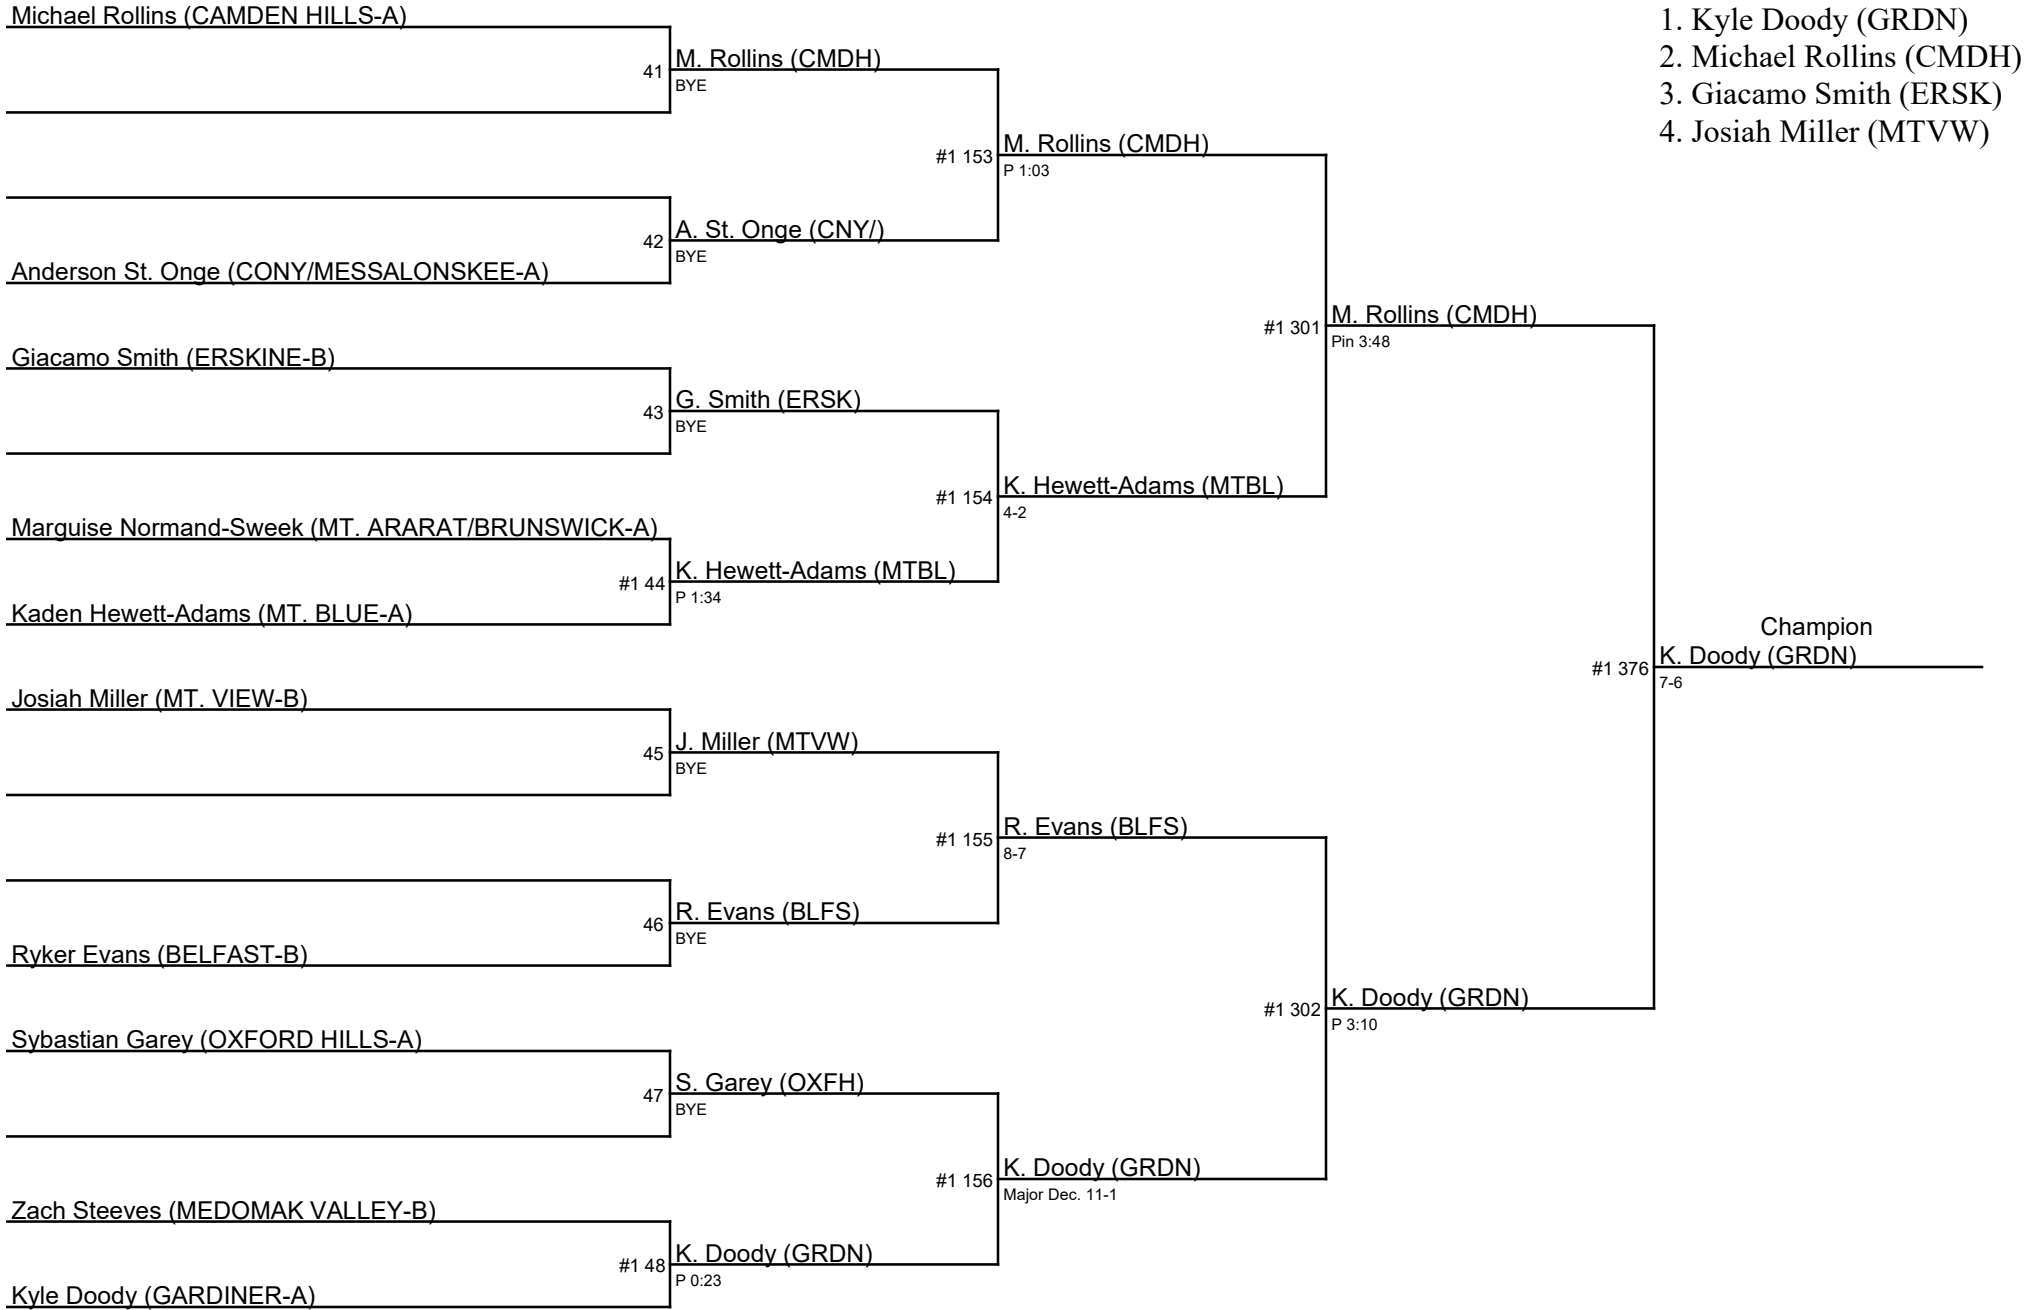 Michael Rollins (CAMDEN HILLS-A)
1. Kyle Doody (GRDN)
2. Michael Rollins (CMDH)
3. Giacamo Smith (ERSK)
4. Josiah Miller (MTVW)
41
M. Rollins (CMDH)
BYE
#1 153
M. Rollins (CMDH)
P 1:03
42
A. St. Onge (CNY/)
BYE
Anderson St. Onge (CONY/MESSALONSKEE-A)
#1 301
M. Rollins (CMDH)
Pin 3:48
Giacamo Smith (ERSKINE-B)
43
G. Smith (ERSK)
BYE
#1 154
K. Hewett-Adams (MTBL)
4-2
Marguise Normand-Sweek (MT. ARARAT/BRUNSWICK-A)
#1 44
K. Hewett-Adams (MTBL)
P 1:34
Kaden Hewett-Adams (MT. BLUE-A)
Champion
#1 376
K. Doody (GRDN)
7-6
Josiah Miller (MT. VIEW-B)
45
J. Miller (MTVW)
BYE
#1 155
R. Evans (BLFS)
8-7
46
R. Evans (BLFS)
BYE
Ryker Evans (BELFAST-B)
#1 302
K. Doody (GRDN)
P 3:10
Sybastian Garey (OXFORD HILLS-A)
47
S. Garey (OXFH)
BYE
#1 156
K. Doody (GRDN)
Major Dec. 11-1
Zach Steeves (MEDOMAK VALLEY-B)
#1 48
K. Doody (GRDN)
P 0:23
Kyle Doody (GARDINER-A)